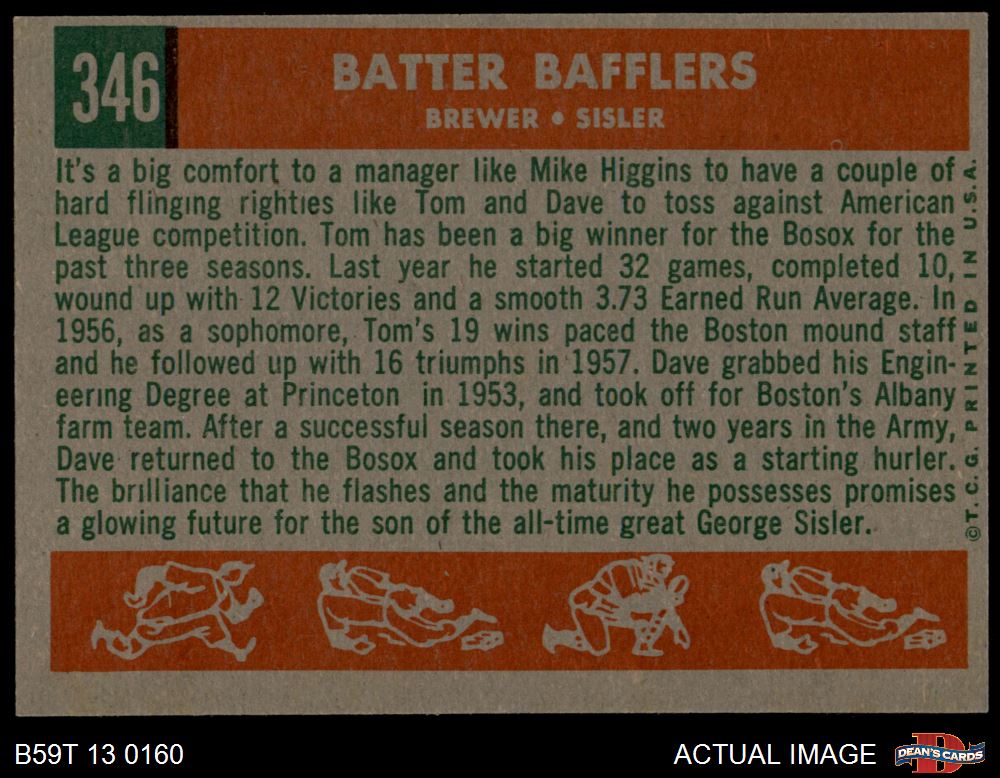 346
BATTER BAFFLERS
BREWER • SISLER
It's a big comfort to a manager like Mike Higgins to have a couple of
hard flinging righties like Tom and Dave to toss against American
League competition. Tom has been a big winner for the Bosox for the
past three seasons. Last year he started 32 games, completed 10,
wound up with 12 Victories and a smooth 3.73 Earned Run Average. In
1956, as a sophomore, Tom's 19 wins paced the Boston mound staff
and he followed up with 16 triumphs in 1957. Dave grabbed his Engin-
eering Degree at Princeton in 1953, and took off for Boston's Albany
farm team. After a successful season there, and two years in the Army,
Dave returned to the Bosox and took his place as a starting hurler.
The brilliance that he flashes and the maturity he possesses promises
a glowing future for the son of the all-time great George Sisler.
©T.C.G. PRINTED IN U.S.A.
B59T 13 0160
ACTUAL IMAGE
DEAN'S CARDS